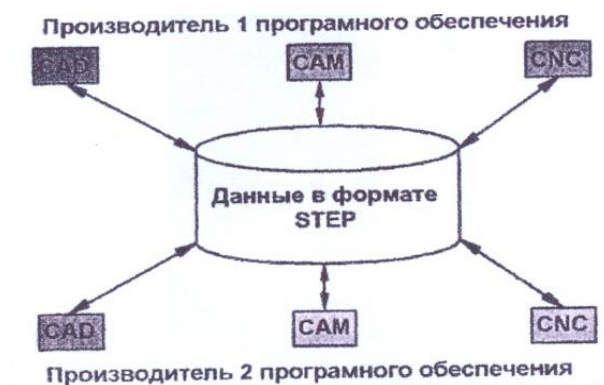 Производитель 1 програмного обеспечения
CAD CAM CNC
Данные в формате
STEP
CAD CAM CNC
Производитель 2 програмного обеспечения